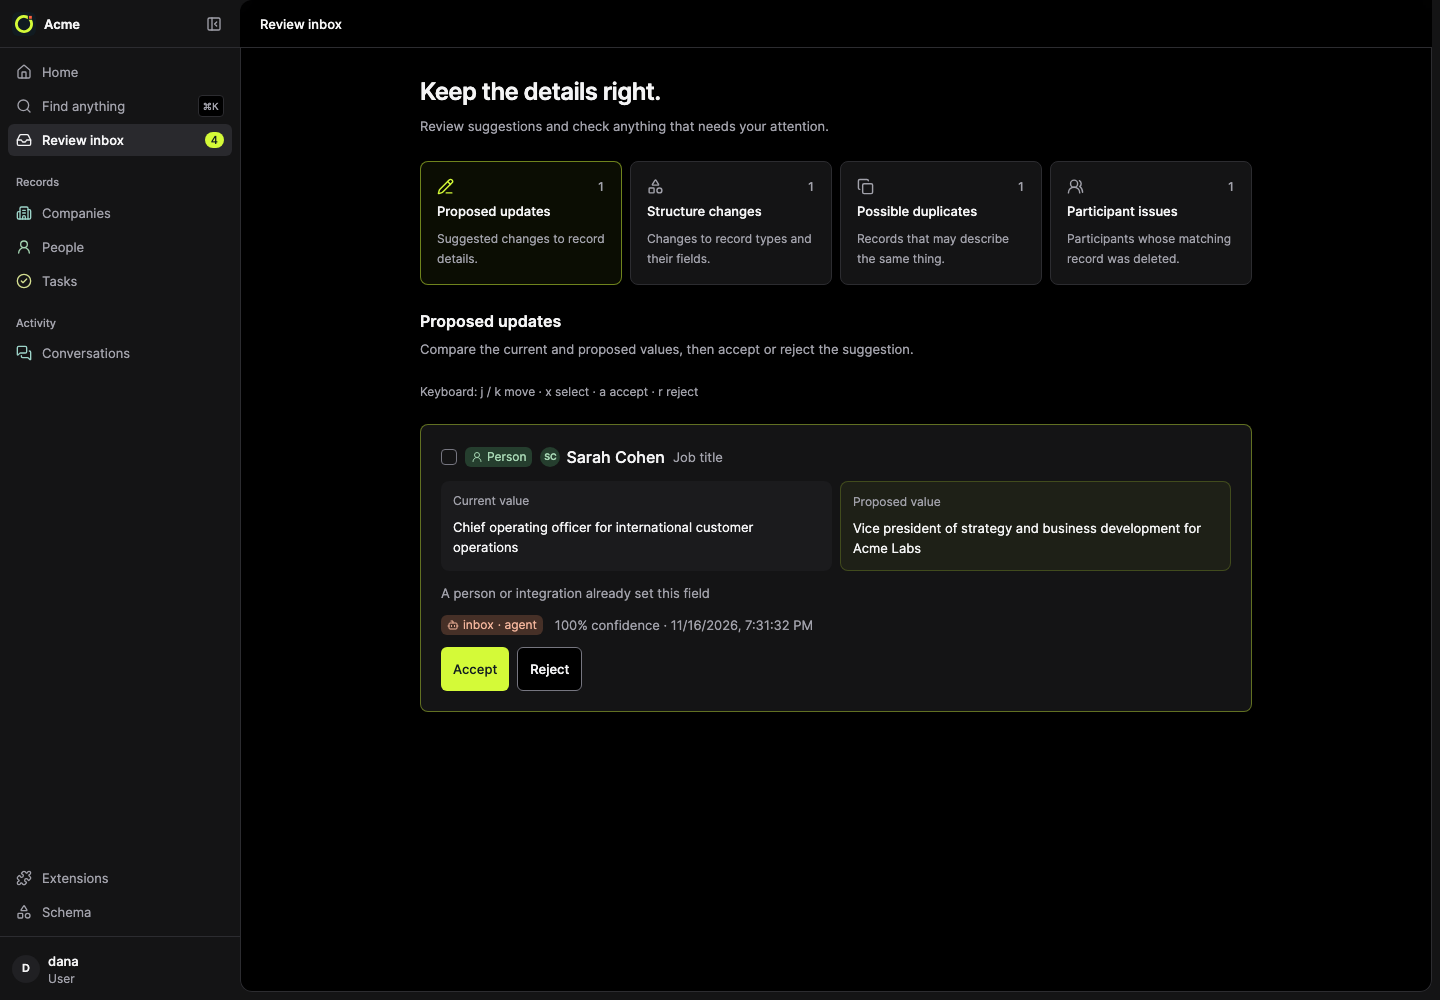 Acme
Home
Find anything
⌘K
Review inbox
4
Records
Companies
People
Tasks
Activity
Conversations
Extensions
Schema
D
dana
User
Review inbox
Keep the details right.
Review suggestions and check anything that needs your attention.
1
Proposed updates
Suggested changes to record
details.
1
Structure changes
Changes to record types and
their fields.
1
Possible duplicates
Records that may describe
the same thing.
1
Participant issues
Participants whose matching
record was deleted.
Proposed updates
Compare the current and proposed values, then accept or reject the suggestion.
Keyboard: j / k move · x select · a accept · r reject
Person
SC
Sarah Cohen
Job title
Current value
Chief operating officer for international customer
operations
Proposed value
Vice president of strategy and business development for
Acme Labs
A person or integration already set this field
inbox · agent
100% confidence · 11/16/2026, 7:31:32 PM
Accept
Reject